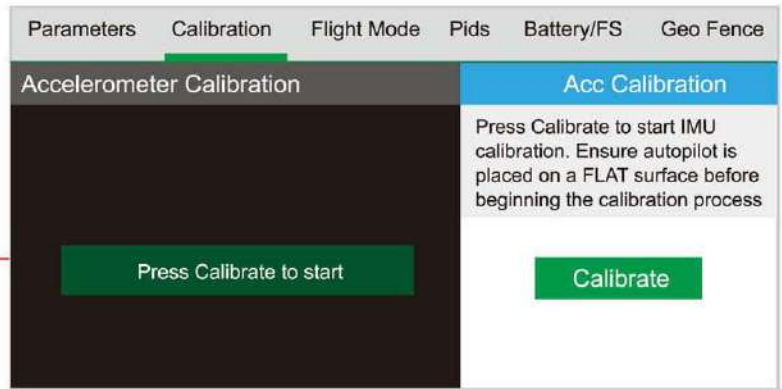 Parameters Calibration Flight Mode Pids Battery/FS Geo Fence
Accelerometer Calibration
Acc Calibration
Press Calibrate to start IMU
calibration. Ensure autopilot is
placed on a FLAT surface before
beginning the calibration process
Press Calibrate to start
Calibrate